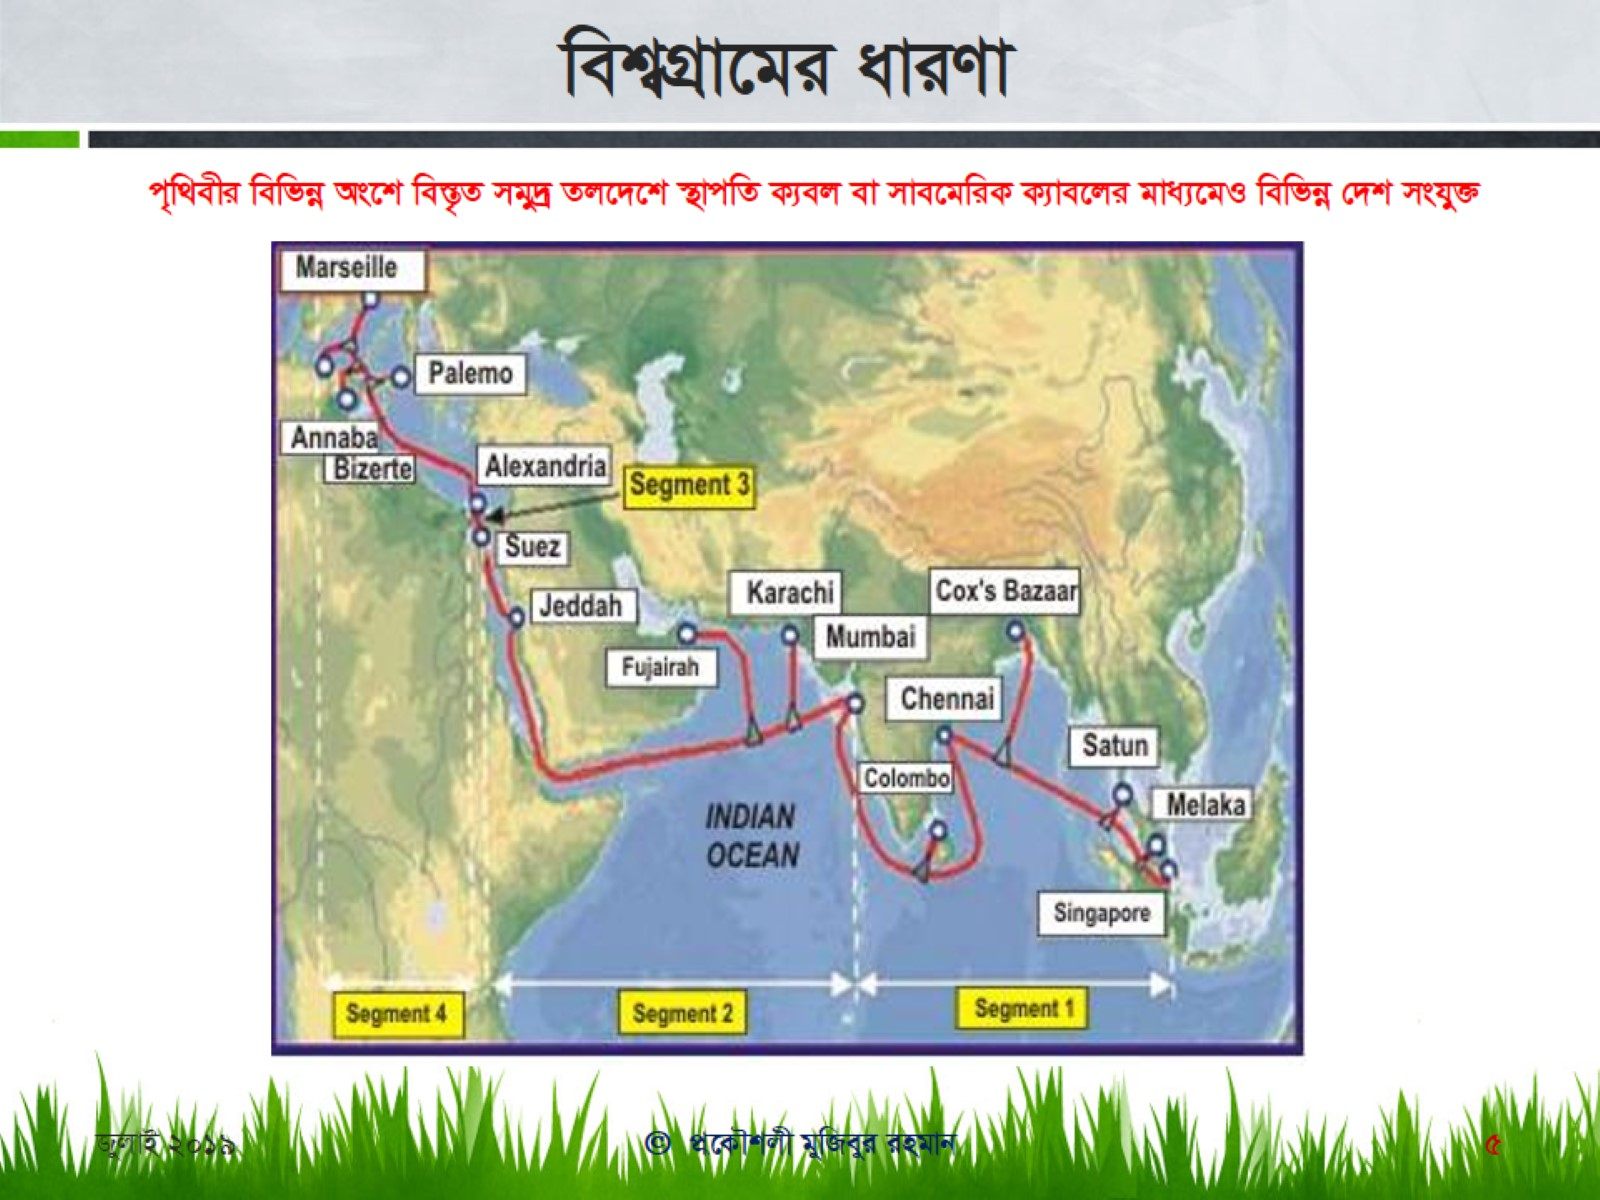 বিশ্বগ্রামের ধারণা
পৃথিবীর বিভিন্ন অংশে বিস্তৃত সমুদ্র তলদেশে স্থাপতি ক্যবল বা সাবমেরিক ক্যাবলের মাধ্যমেও বিভিন্ন দেশ সংযুক্ত
Marseille
Palemo
Annaba
Bizerte
Alexandria
Segment 3
Suez
Jeddah
Karachi
Cox's Bazaar
Mumbai
Fujairah
Chennai
Satun
Colombo
Melaka
INDIAN
OCEAN
Singapore
Segment 4
Segment 2
Segment 1
জুলাই ২০১৯
© প্রকৌশলী মুজিবুর রহমান
৫